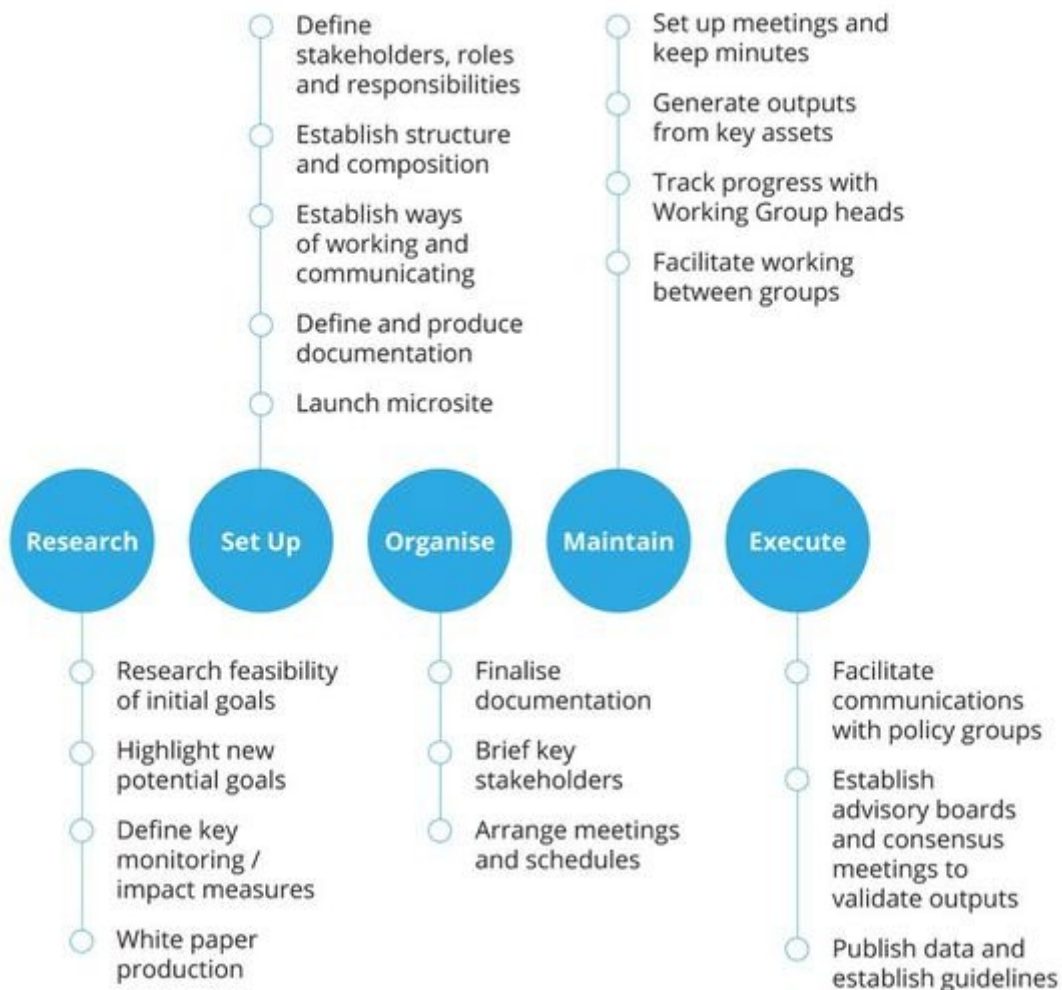 Define
stakeholders, roles
and responsibilities
Establish structure
and composition
Establish ways
of working and
communicating
Define and produce
documentation
Launch microsite
Set up meetings and
keep minutes
Generate outputs
from key assets
Track progress with
Working Group heads
Facilitate working
between groups
Research
Set Up
Organise
Maintain
Execute
Research feasibility
of initial goals
Highlight new
potential goals
Define key
monitoring /
impact measures
White paper
production
Finalise
documentation
Brief key
stakeholders
Arrange meetings
and schedules
Facilitate
communications
with policy groups
Establish
advisory boards
and consensus
meetings to
validate outputs
Publish data and
establish guidelines